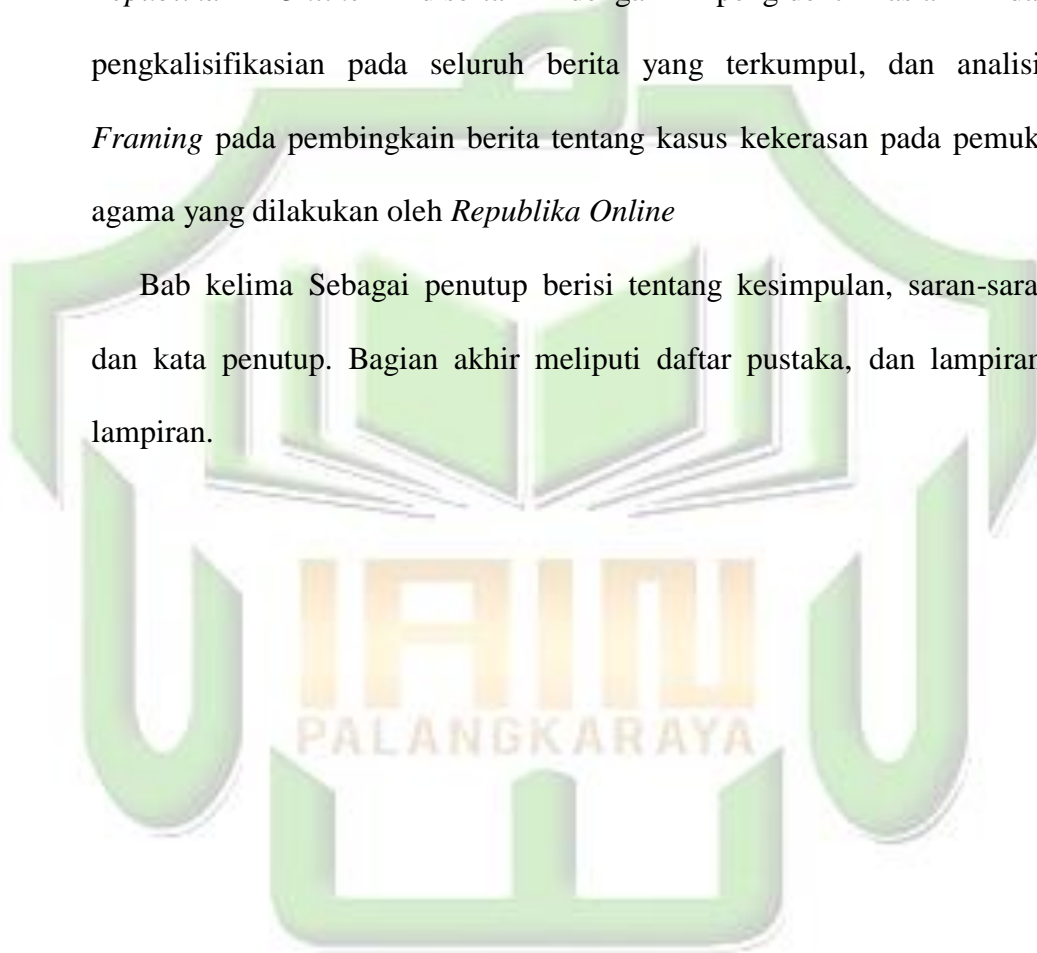 pengkalisifikasian pada seluruh berita yang terkumpul, dan analisi
Framing pada pembingkain berita tentang kasus kekerasan pada pemuk
agama yang dilakukan oleh Republika Online
Bab kelima Sebagai penutup berisi tentang kesimpulan, saran-sara
dan kata penutup. Bagian akhir meliputi daftar pustaka, dan lampiran
lampiran.
IAIN
PALANGKARAYA